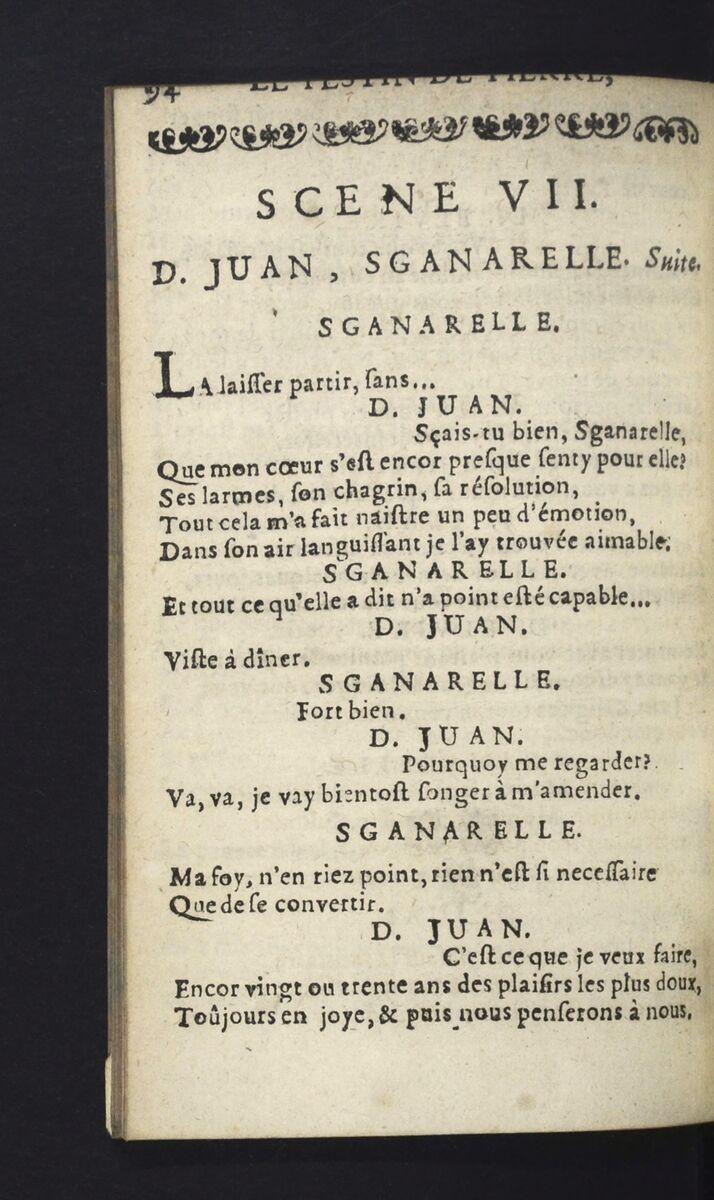 94 LE FESTIN DE PIERRE,
SCENE VII.
D. JUAN, SGANARELLE. Suite.
SGANARELLE.
LA laiſſer partir, ſans...
D. JUAN.
Sçais-tu bien, Sganarelle,
Que mon cœur s'eſt encor preſque ſenty pour elle?
Ses larmes, ſon chagrin, ſa réſolution,
Tout cela m'a fait naiſtre un peu d'émotion,
Dans ſon air languiſſant je l'ay trouvée aimable.
SGANARELLE.
Et tout ce qu'elle a dit n'a point eſté capable...
D. JUAN.
Viſte à dîner.
SGANARELLE.
Fort bien.
D. JUAN.
Pourquoy me regarder?
Va, va, je vay bientoſt ſonger à m'amender.
SGANARELLE.
Ma foy, n'en riez point, rien n'eſt ſi neceſſaire
Que de ſe convertir.
D. JUAN.
C'eſt ce que je veux faire,
Encor vingt ou trente ans des plaiſirs les plus doux,
Toûjours en joye, & puis nous penſerons à nous.